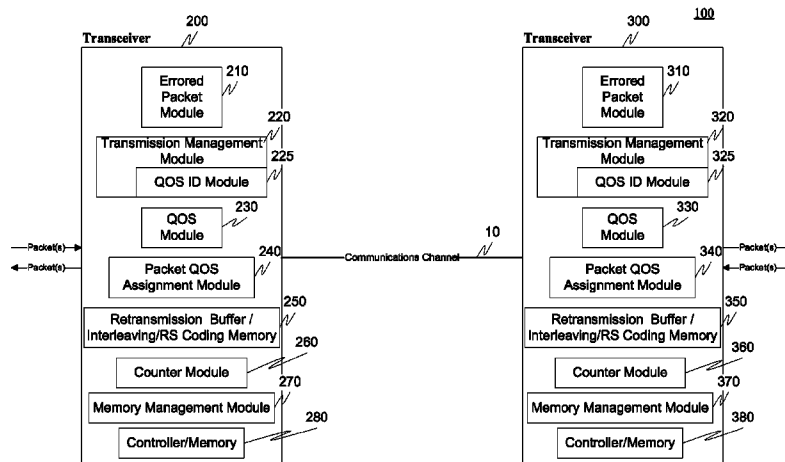 100
Transceiver
200
Errored
Packet
Module
210
220
Transmission Management
Module
225
QOS ID Module
230
QOS
Module
240
Packet QOS
Assignment Module
250
Retransmission Buffer /
Interleaving/RS Coding Memory
260
Counter Module
270
Memory Management Module
280
Controller/Memory
Packet(s)
Packet(s)
10
Communications Channel
Transceiver
300
Errored
Packet
Module
310
320
Transmission Management
Module
325
QOS ID Module
330
QOS
Module
340
Packet QOS
Assignment Module
350
Retransmission Buffer /
Interleaving/RS Coding Memory
360
Counter Module
370
Memory Management Module
380
Controller/Memory
Packet(s)
Packet(s)